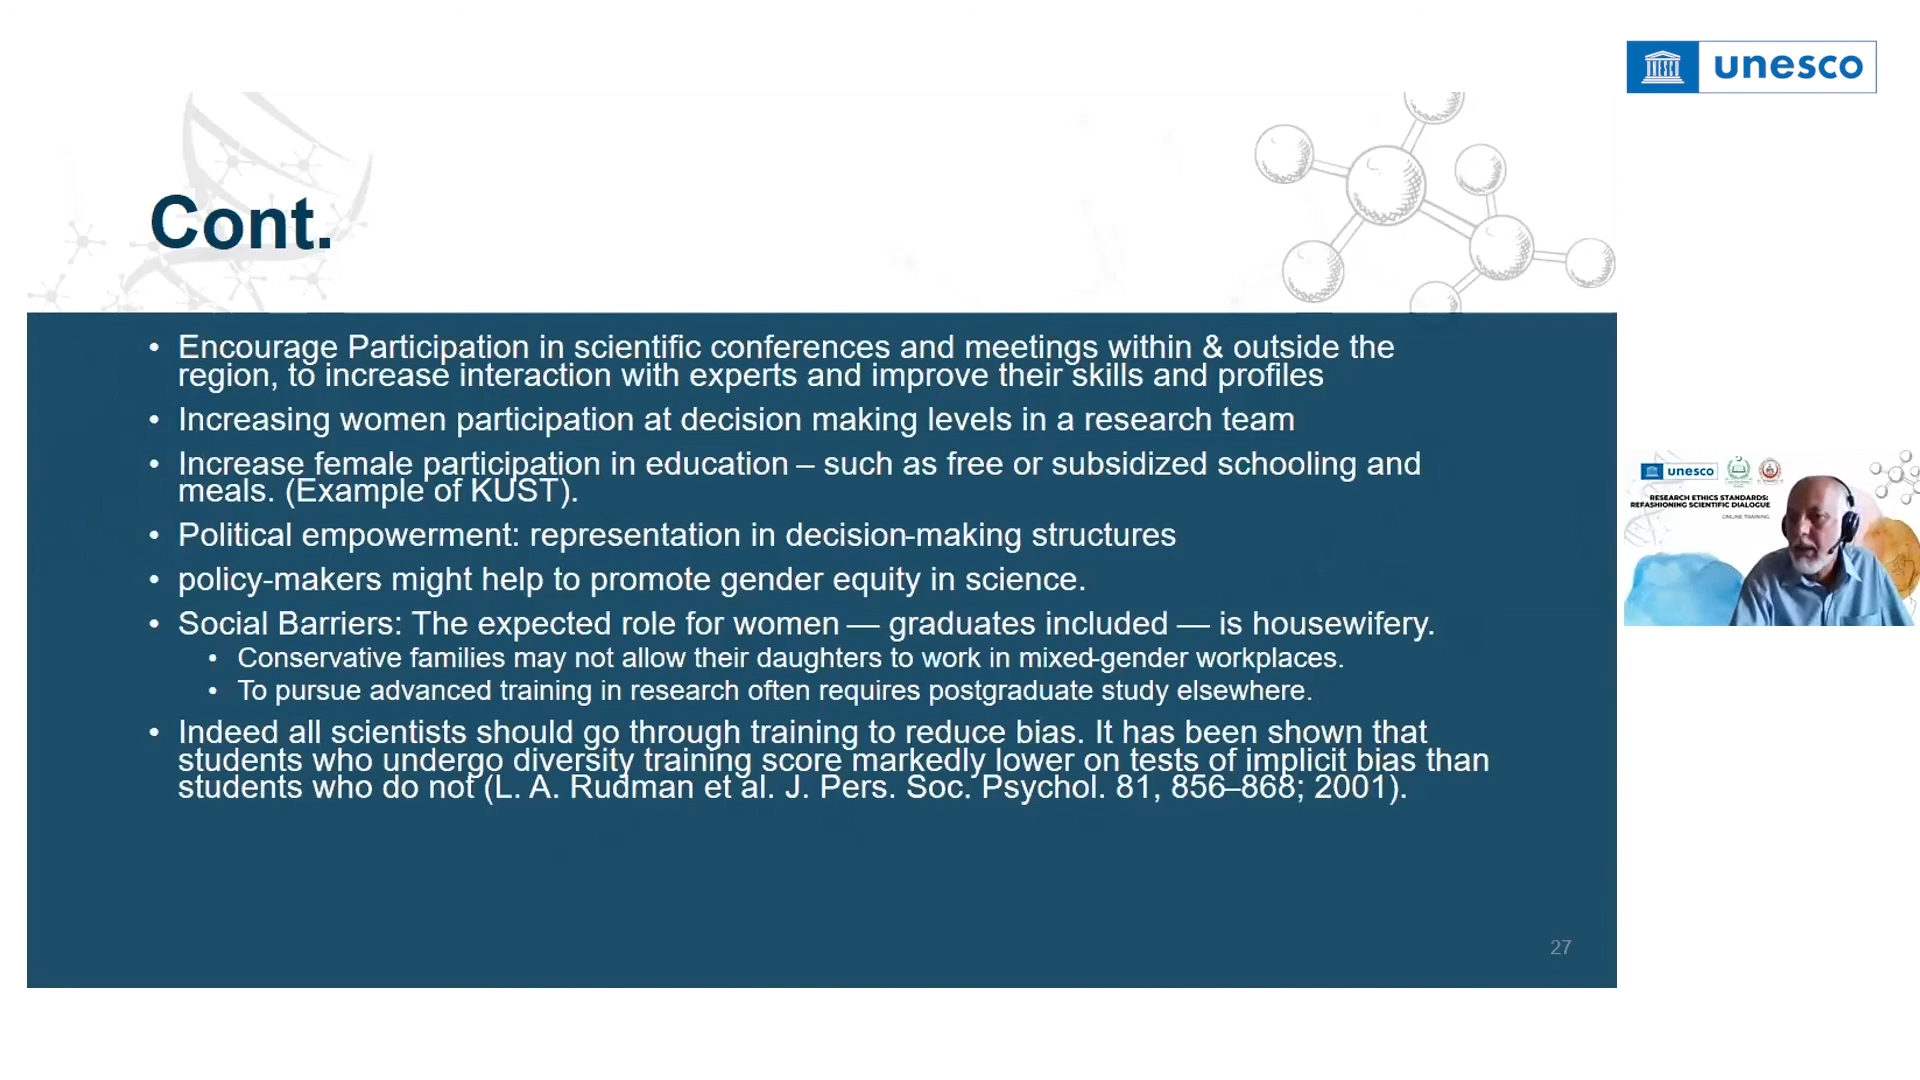 unesco
Cont.
• Encourage Participation in scientific conferences and meetings within & outside the
region, to increase interaction with experts and improve their skills and profiles
• Increasing women participation at decision making levels in a research team
• Increase female participation in education – such as free or subsidized schooling and
meals. (Example of KUST).
• Political empowerment: representation in decision-making structures
• policy-makers might help to promote gender equity in science.
• Social Barriers: The expected role for women — graduates included — is housewifery.
• Conservative families may not allow their daughters to work in mixed-gender workplaces.
• To pursue advanced training in research often requires postgraduate study elsewhere.
• Indeed all scientists should go through training to reduce bias. It has been shown that
students who undergo diversity training score markedly lower on tests of implicit bias than
students who do not (L. A. Rudman et al. J. Pers. Soc. Psychol. 81, 856–868; 2001).
27
unesco
RESEARCH ETHICS STANDARDS:
REFASHIONING SCIENTIFIC DIALOGUE
ONLINE TRAINING